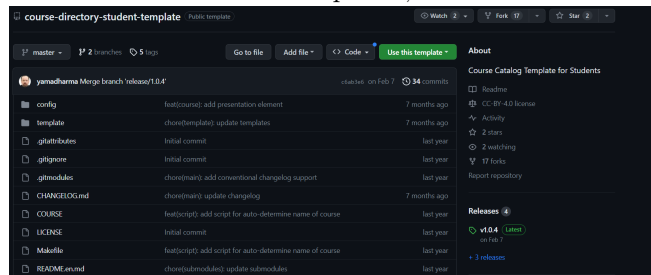 course-directory-student-template Public template
Watch 2 Fork 17 Star 2
master 2 branches 5 tags Go to file Add file Code Use this template
About
yamadharma Merge branch 'release/1.0.4' on Feb 7 34 commits
Course Catalog Template for Students
config feat(course): add presentation element 7 months ago
Readme
template chore(template): update templates 7 months ago
CC-BY-4.0 license
Activity
.gitattributes Initial commit last year
2 stars
.gitignore Initial commit last year
2 watching
.gitmodules chore(main): add conventional changelog support last year
17 forks
CHANGELOG.md chore(main): update changelog 7 months ago
Report repository
COURSE feat(script): add script for auto-determine name of course last year
Releases 4
LICENSE Initial commit last year
v1.0.4 Latest
on Feb 7
Makefile feat(script): add script for auto-determine name of course last year
+ 3 releases
README.en.md chore(submodules): update submodules last year